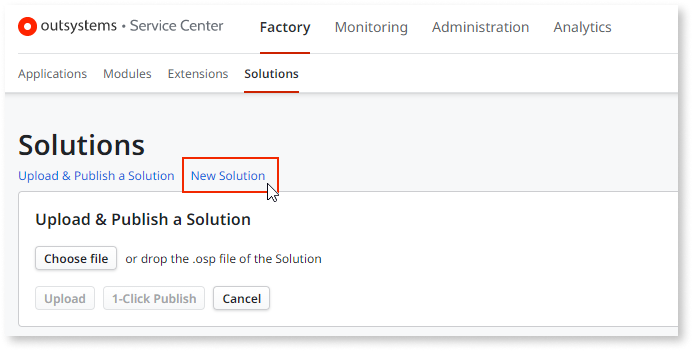 outsystems • Service Center Factory Monitoring Administration Analytics
Applications Modules Extensions Solutions
Solutions
Upload & Publish a Solution New Solution
Upload & Publish a Solution
Choose file or drop the .osp file of the Solution
Upload 1-Click Publish Cancel